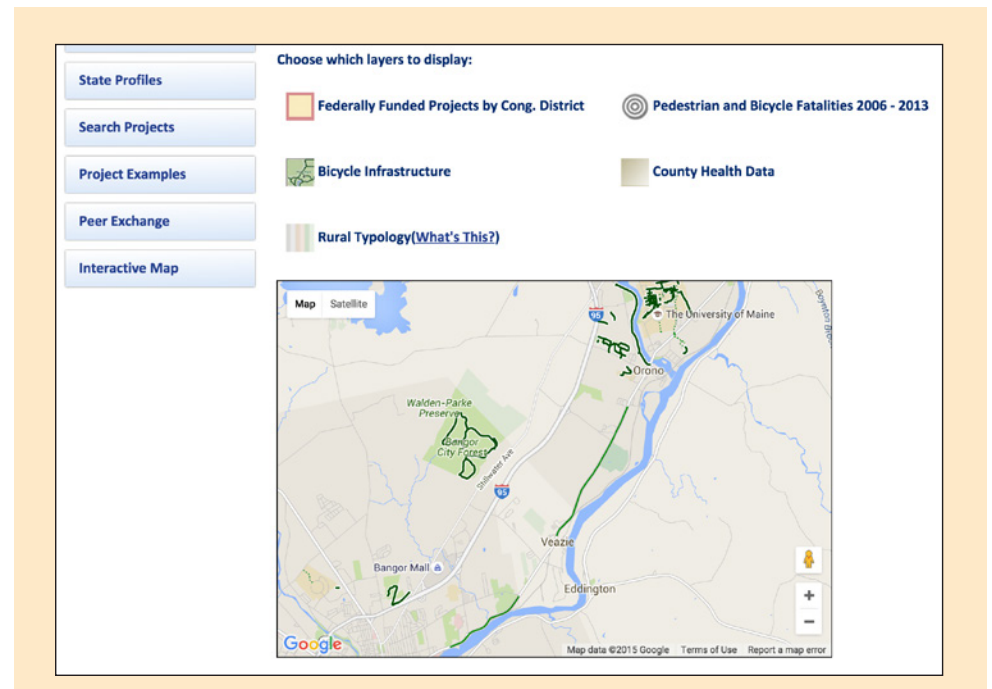 Choose which layers to display:
State Profiles
Federally Funded Projects by Cong. District
Pedestrian and Bicycle Fatalities 2006 - 2013
Search Projects
Project Examples
Bicycle Infrastructure
County Health Data
Peer Exchange
Rural Typology(What's This?)
Interactive Map
Map Satellite
95
The University of Maine
Boynton Brook
Orono
Walden-Parke
Preserve
Bangor
City Forest
Stillwater Ave
95
Veazie
Bangor Mall
Eddington
+
−
Google
Map data ©2015 Google Terms of Use Report a map error